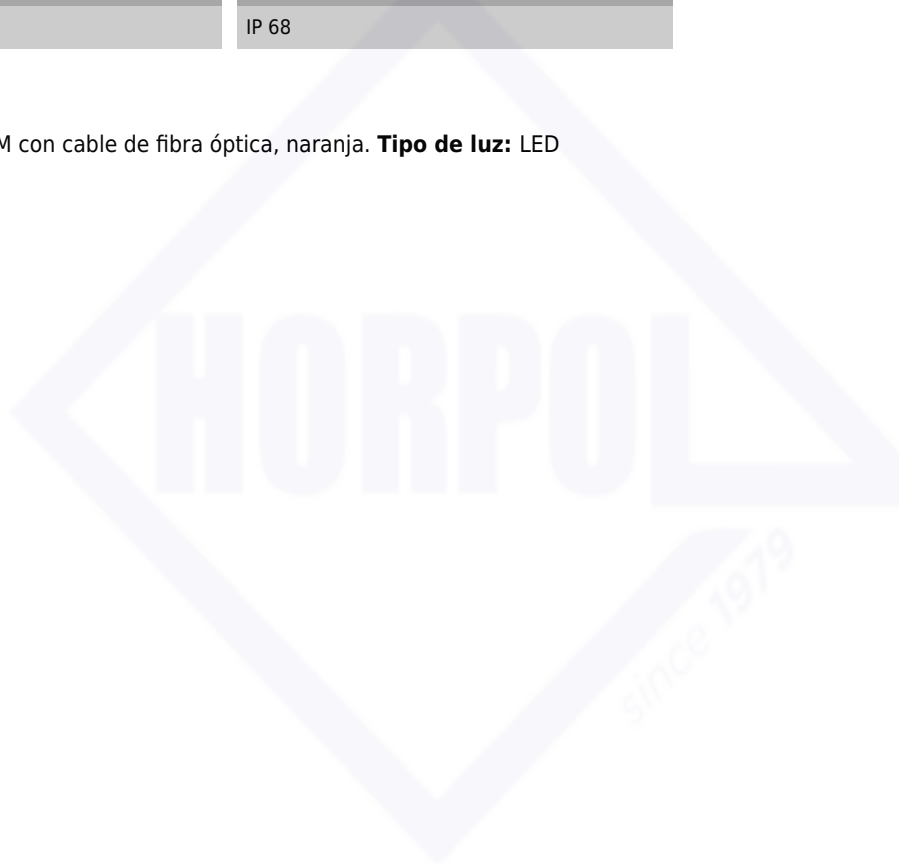 IP 68
M con cable de fibra óptica, naranja. Tipo de luz: LED
HORPOL
since 1979